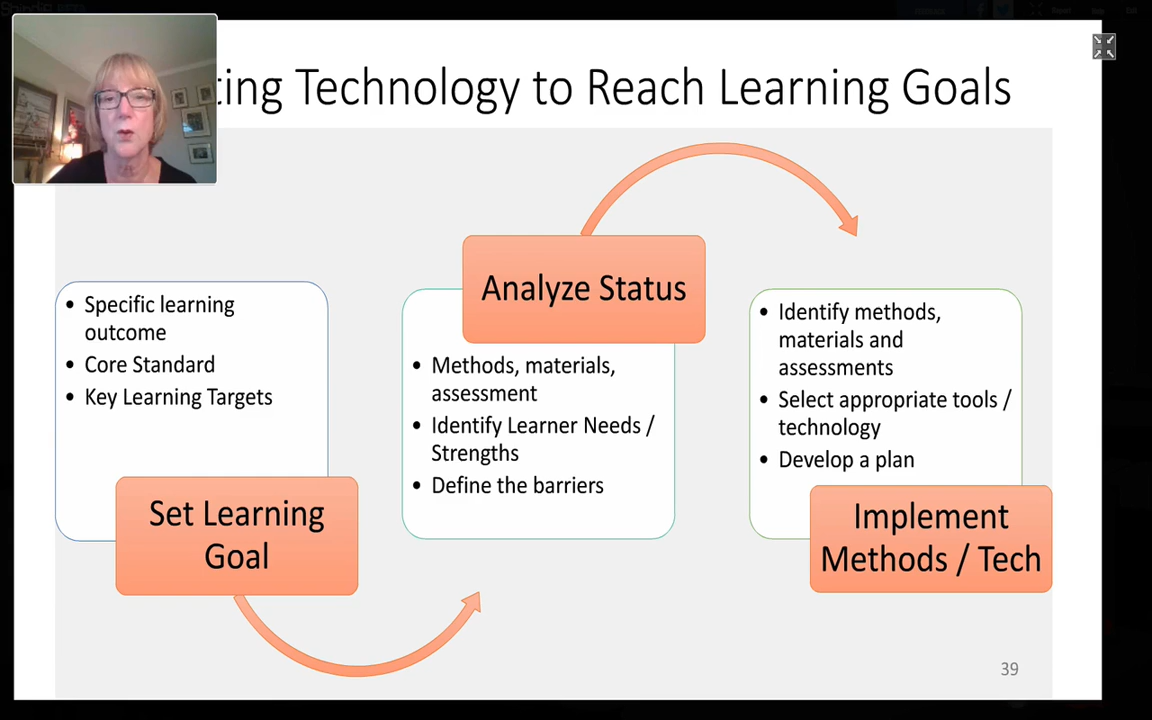 ting Technology to Reach Learning Goals
• Specific learning
outcome
• Core Standard
• Key Learning Targets
Set Learning
Goal
Analyze Status
• Methods, materials,
assessment
• Identify Learner Needs /
Strengths
• Define the barriers
• Identify methods,
materials and
assessments
• Select appropriate tools /
technology
• Develop a plan
Implement
Methods / Tech
39